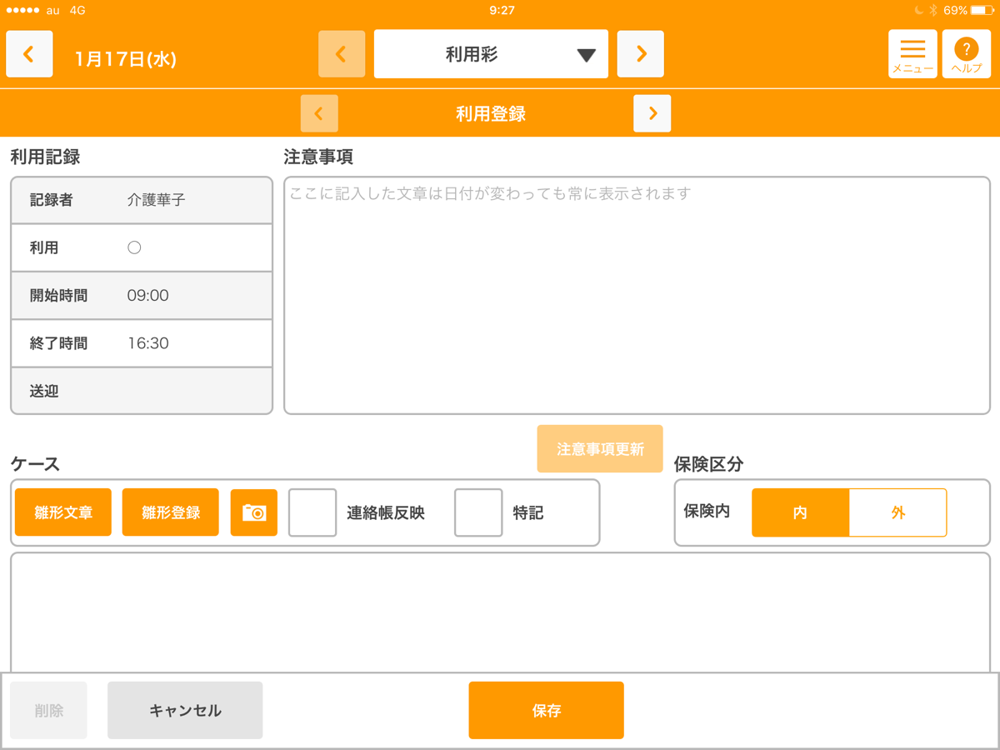 au 4G 9:27 69%
1月17日(水) 利用彩 メニュー ヘルプ
利用登録
利用記録
記録者 介護華子
利用 ○
開始時間 09:00
終了時間 16:30
送迎
注意事項
ここに記入した文章は日付が変わっても常に表示されます
注意事項更新
ケース
雛形文章 雛形登録 連絡帳反映 特記
保険区分
保険内 内 外
削除 キャンセル 保存